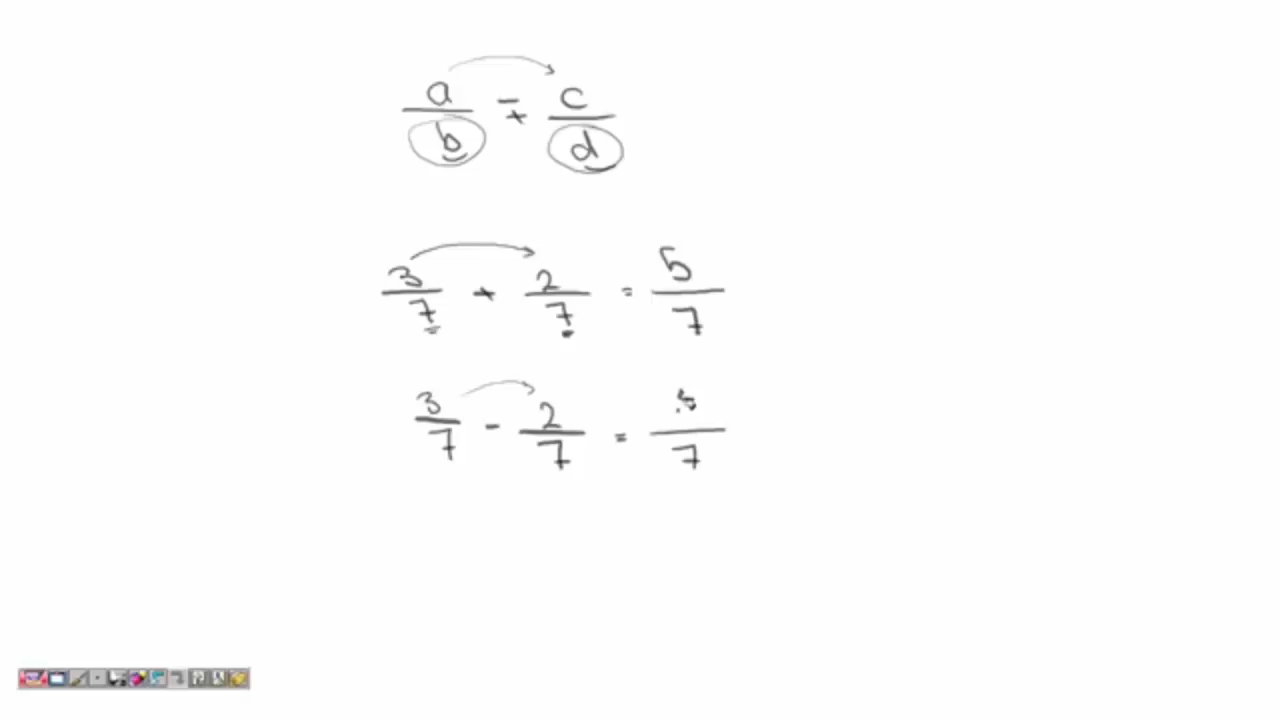 a/b ∓ c/d
3/7 + 2/7 = 5/7
3/7 - 2/7 = /7